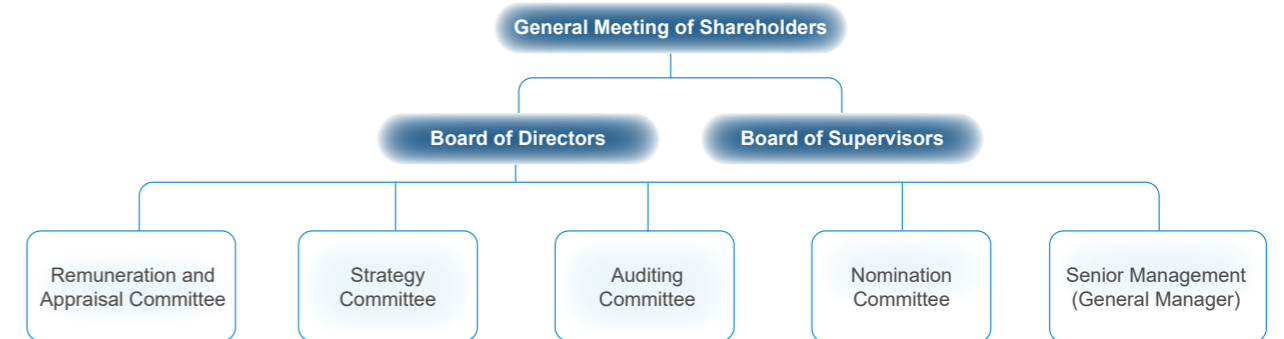 General Meeting of Shareholders
Board of Directors
Board of Supervisors
Remuneration and
Appraisal Committee
Strategy
Committee
Auditing
Committee
Nomination
Committee
Senior Management
(General Manager)